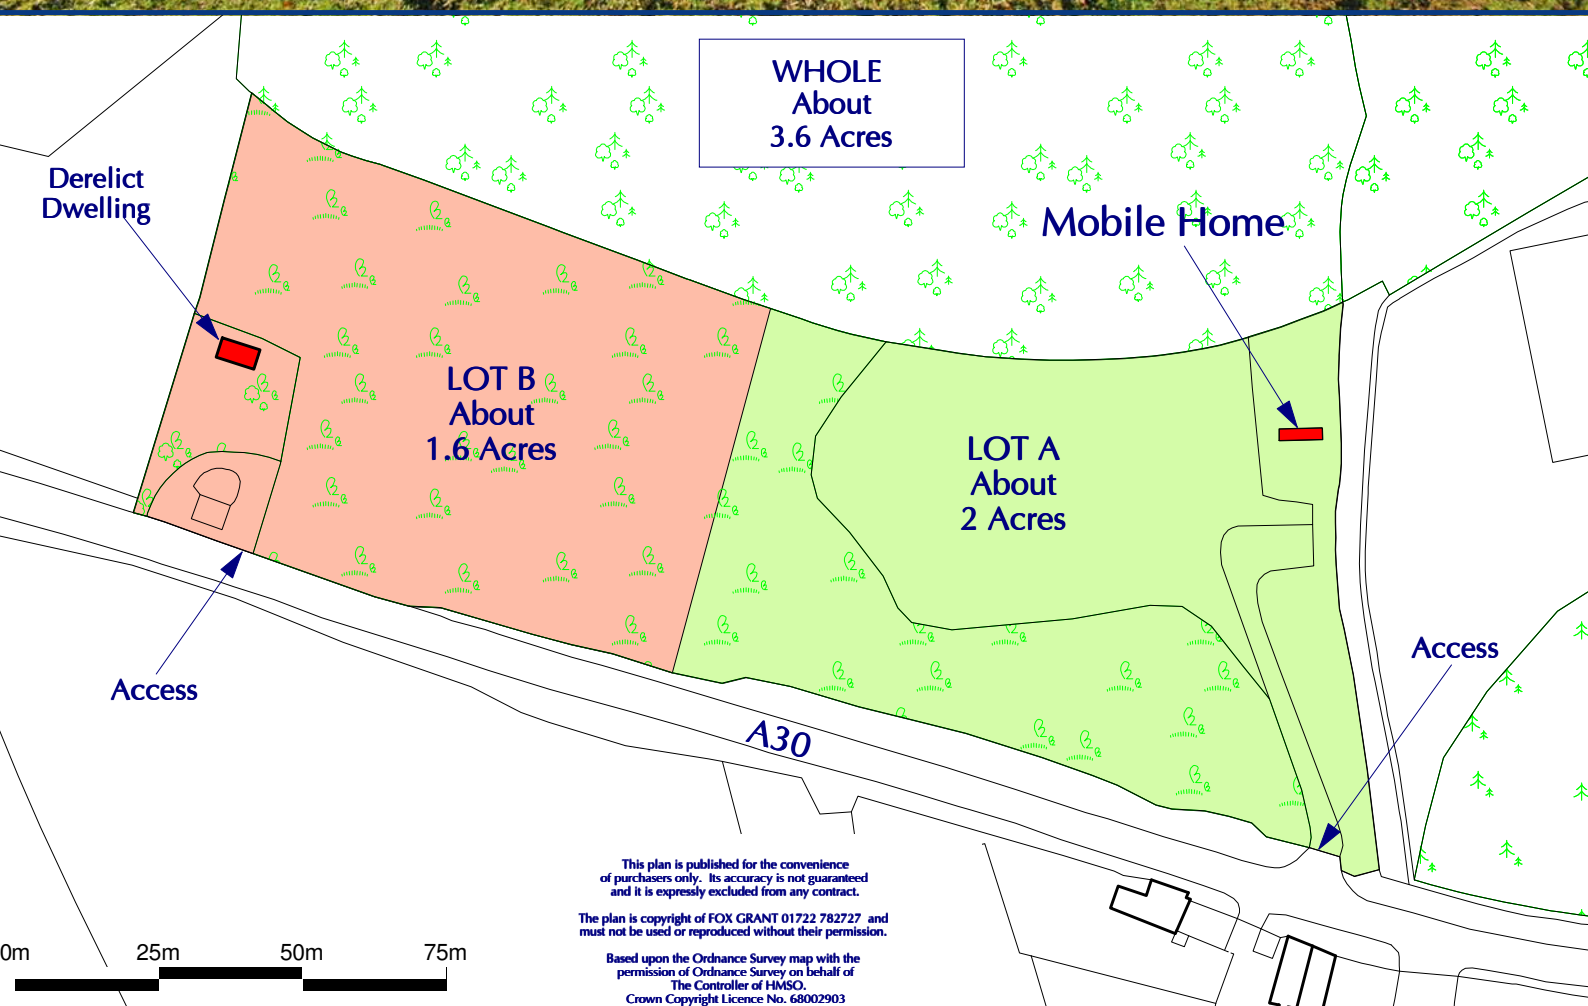 WHOLE
About
3.6 Acres
Derelict
Dwelling
Mobile Home
LOT B
About
1.6 Acres
LOT A
About
2 Acres
Access
Access
A30
This plan is published for the convenience
of purchasers only. Its accuracy is not guaranteed
and it is expressly excluded from any contract.
The plan is copyright of FOX GRANT 01722 782727 and
must not be used or reproduced without their permission.
Based upon the Ordnance Survey map with the
permission of Ordnance Survey on behalf of
The Controller of HMSO.
Crown Copyright Licence No. 68002903
0m 25m 50m 75m